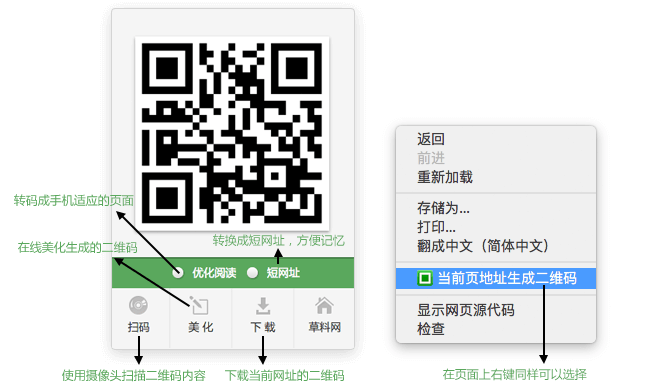 转码成手机适应的页面
在线美化生成的二维码
转换成短网址，方便记忆
优化阅读 短网址
扫码 美 化 下 载 草料网
使用摄像头扫描二维码内容
下载当前网址的二维码
返回
前进
重新加载
存储为...
打印...
翻成中文（简体中文）
当前页地址生成二维码
显示网页源代码
检查
在页面上右键同样可以选择